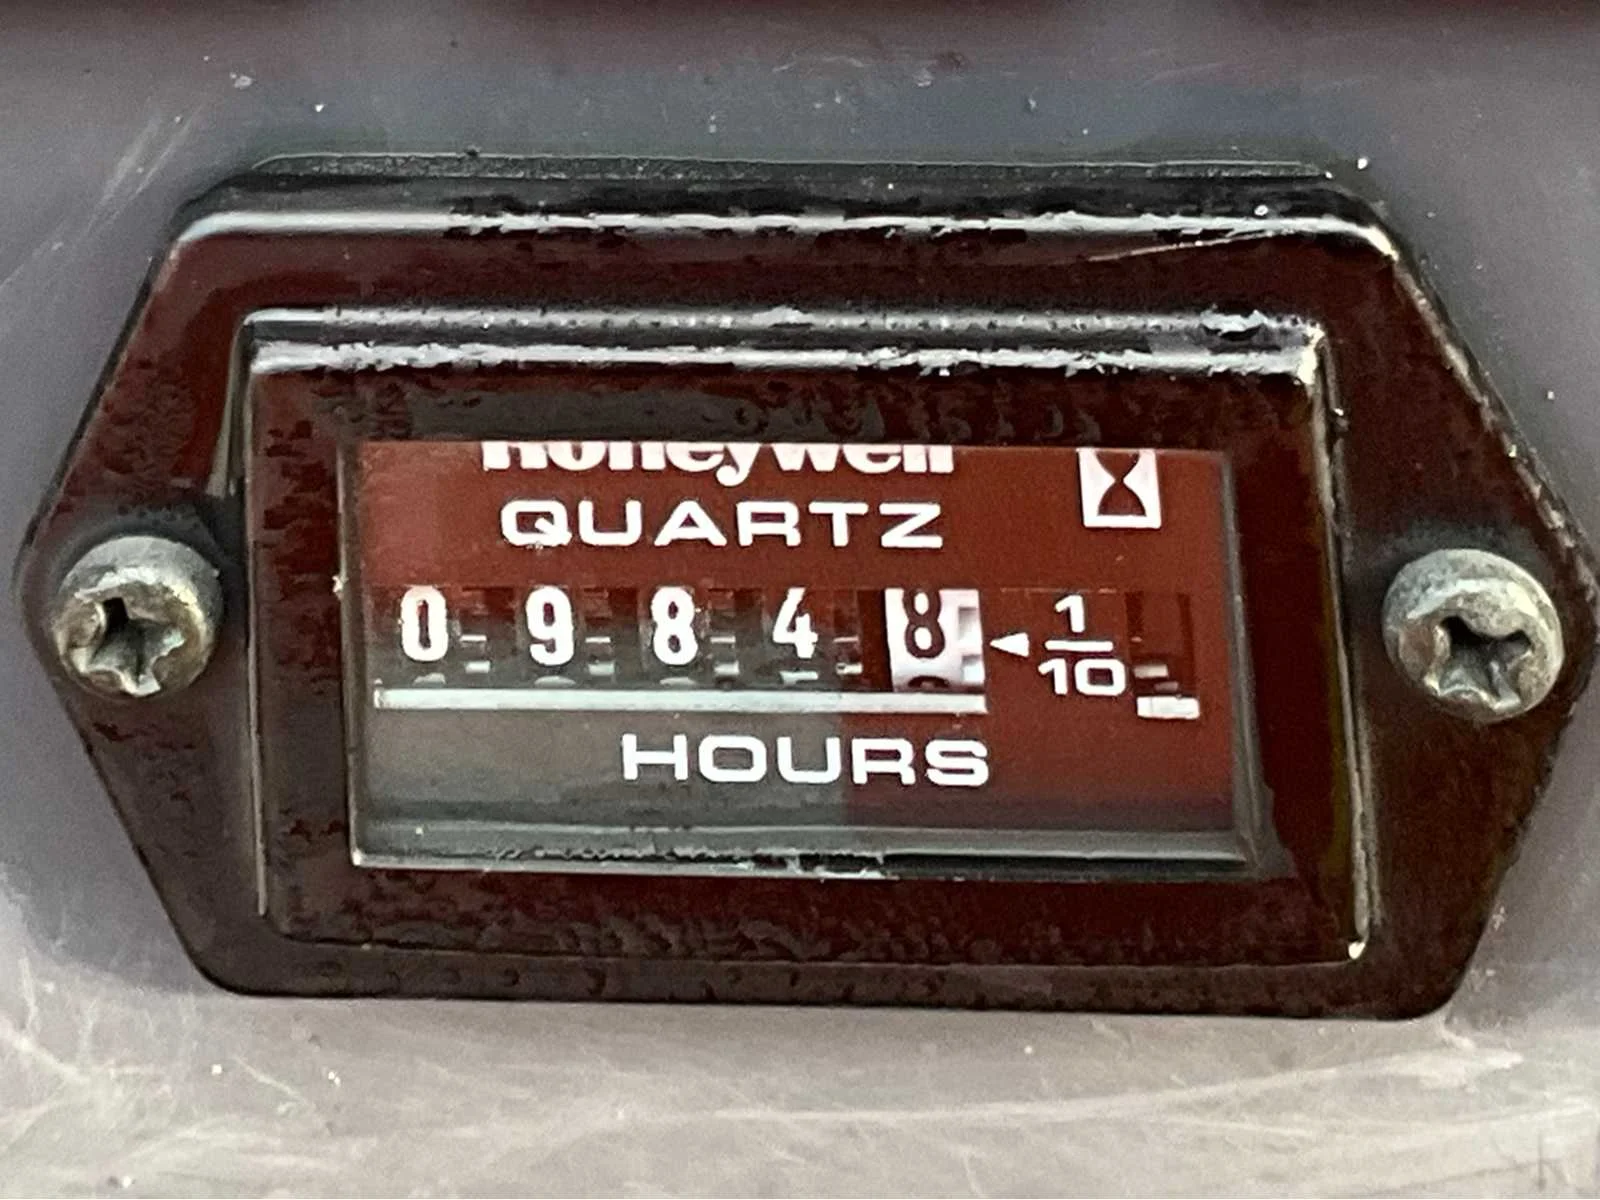 Honeywell
QUARTZ
0 9 8 4 8 ◄ 1/10
HOURS